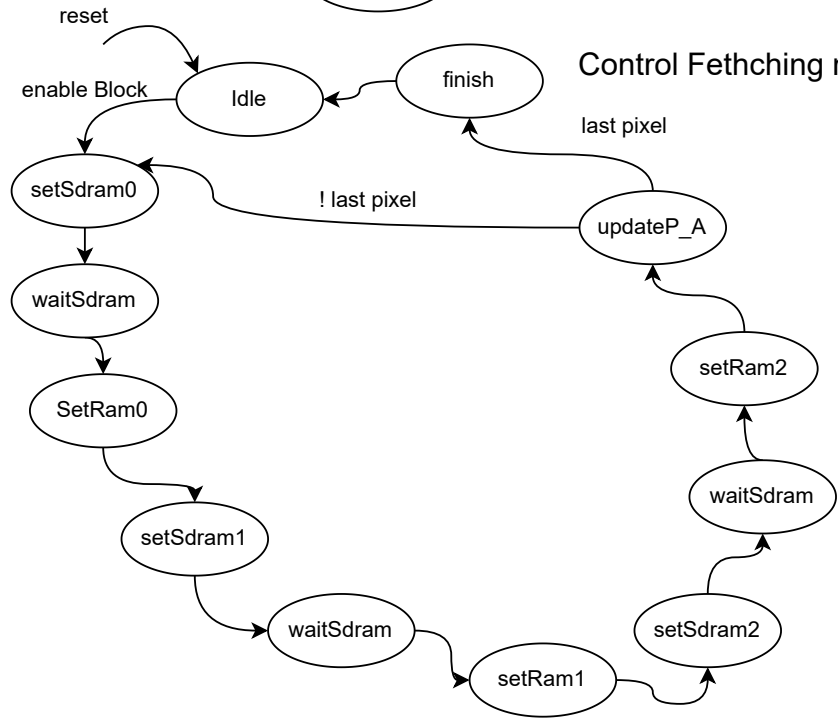 reset
Control Fethching
enable Block
Idle
finish
last pixel
setSdram0
! last pixel
updateP_A
waitSdram
setRam2
SetRam0
waitSdram
setSdram1
waitSdram
setSdram2
setRam1